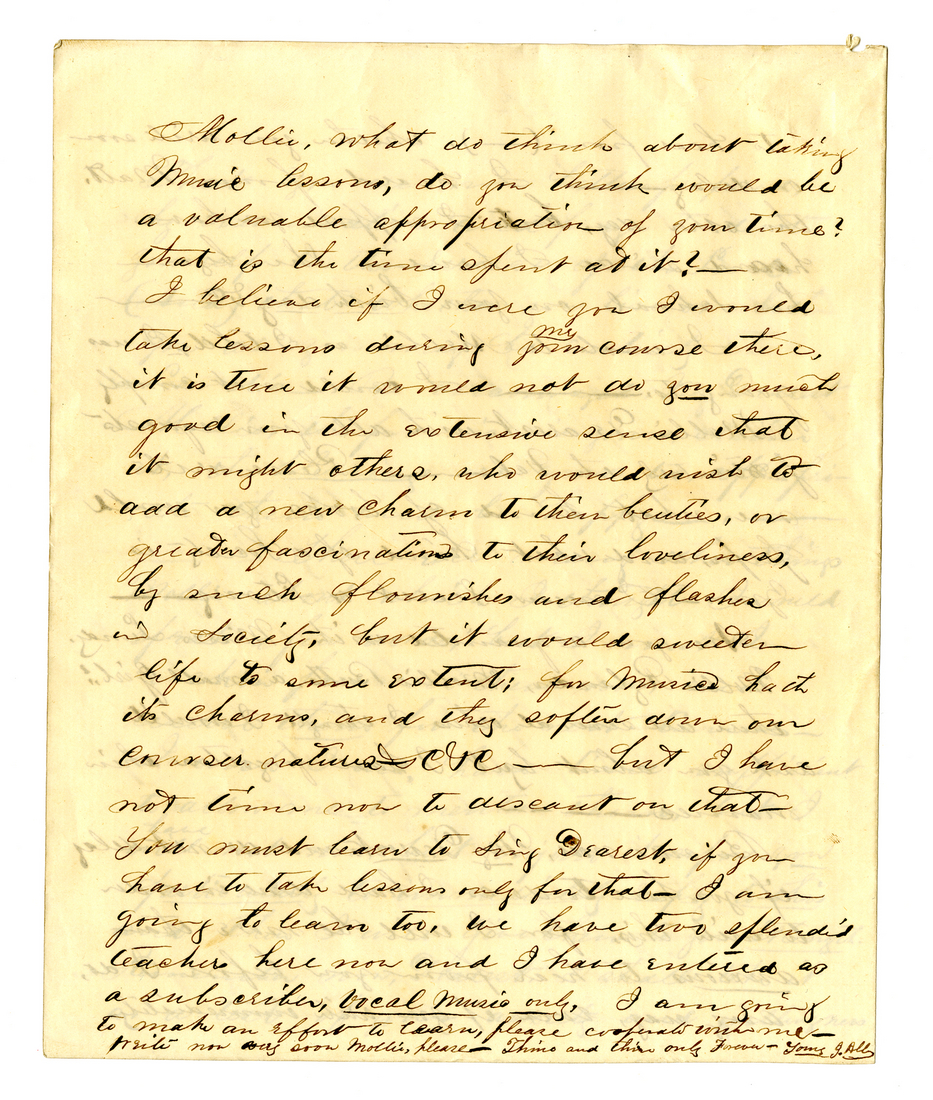 Mollie, what do think about taking
Music lessons, do you think would be
a valuable appropriation of your time?
that is the time spent at it? —
I believe if I were you I would
take lessons during your course there,
it is true it would not do you much
good in the extensive sense that
it might others, who would wish to
add a new charm to their beuties, or
greater fascinations to their loveliness,
by such flourishes and flashes
in Society, but it would sweeten
life to some extent; for Music hath
its charms, and they soften down our
courser natures &C — but I have
not time now to descant on that—
You must learn to Sing Dearest, if you
have to take lessons only for that— I am
going to learn too, we have two splendid
teachers here now and I have entered as
a subscriber, Vocal Music only, I am going
to make an effort to learn, please cooperate with me—
write now very soon Mollie, please— Thine and thine only Forever— Yours J.